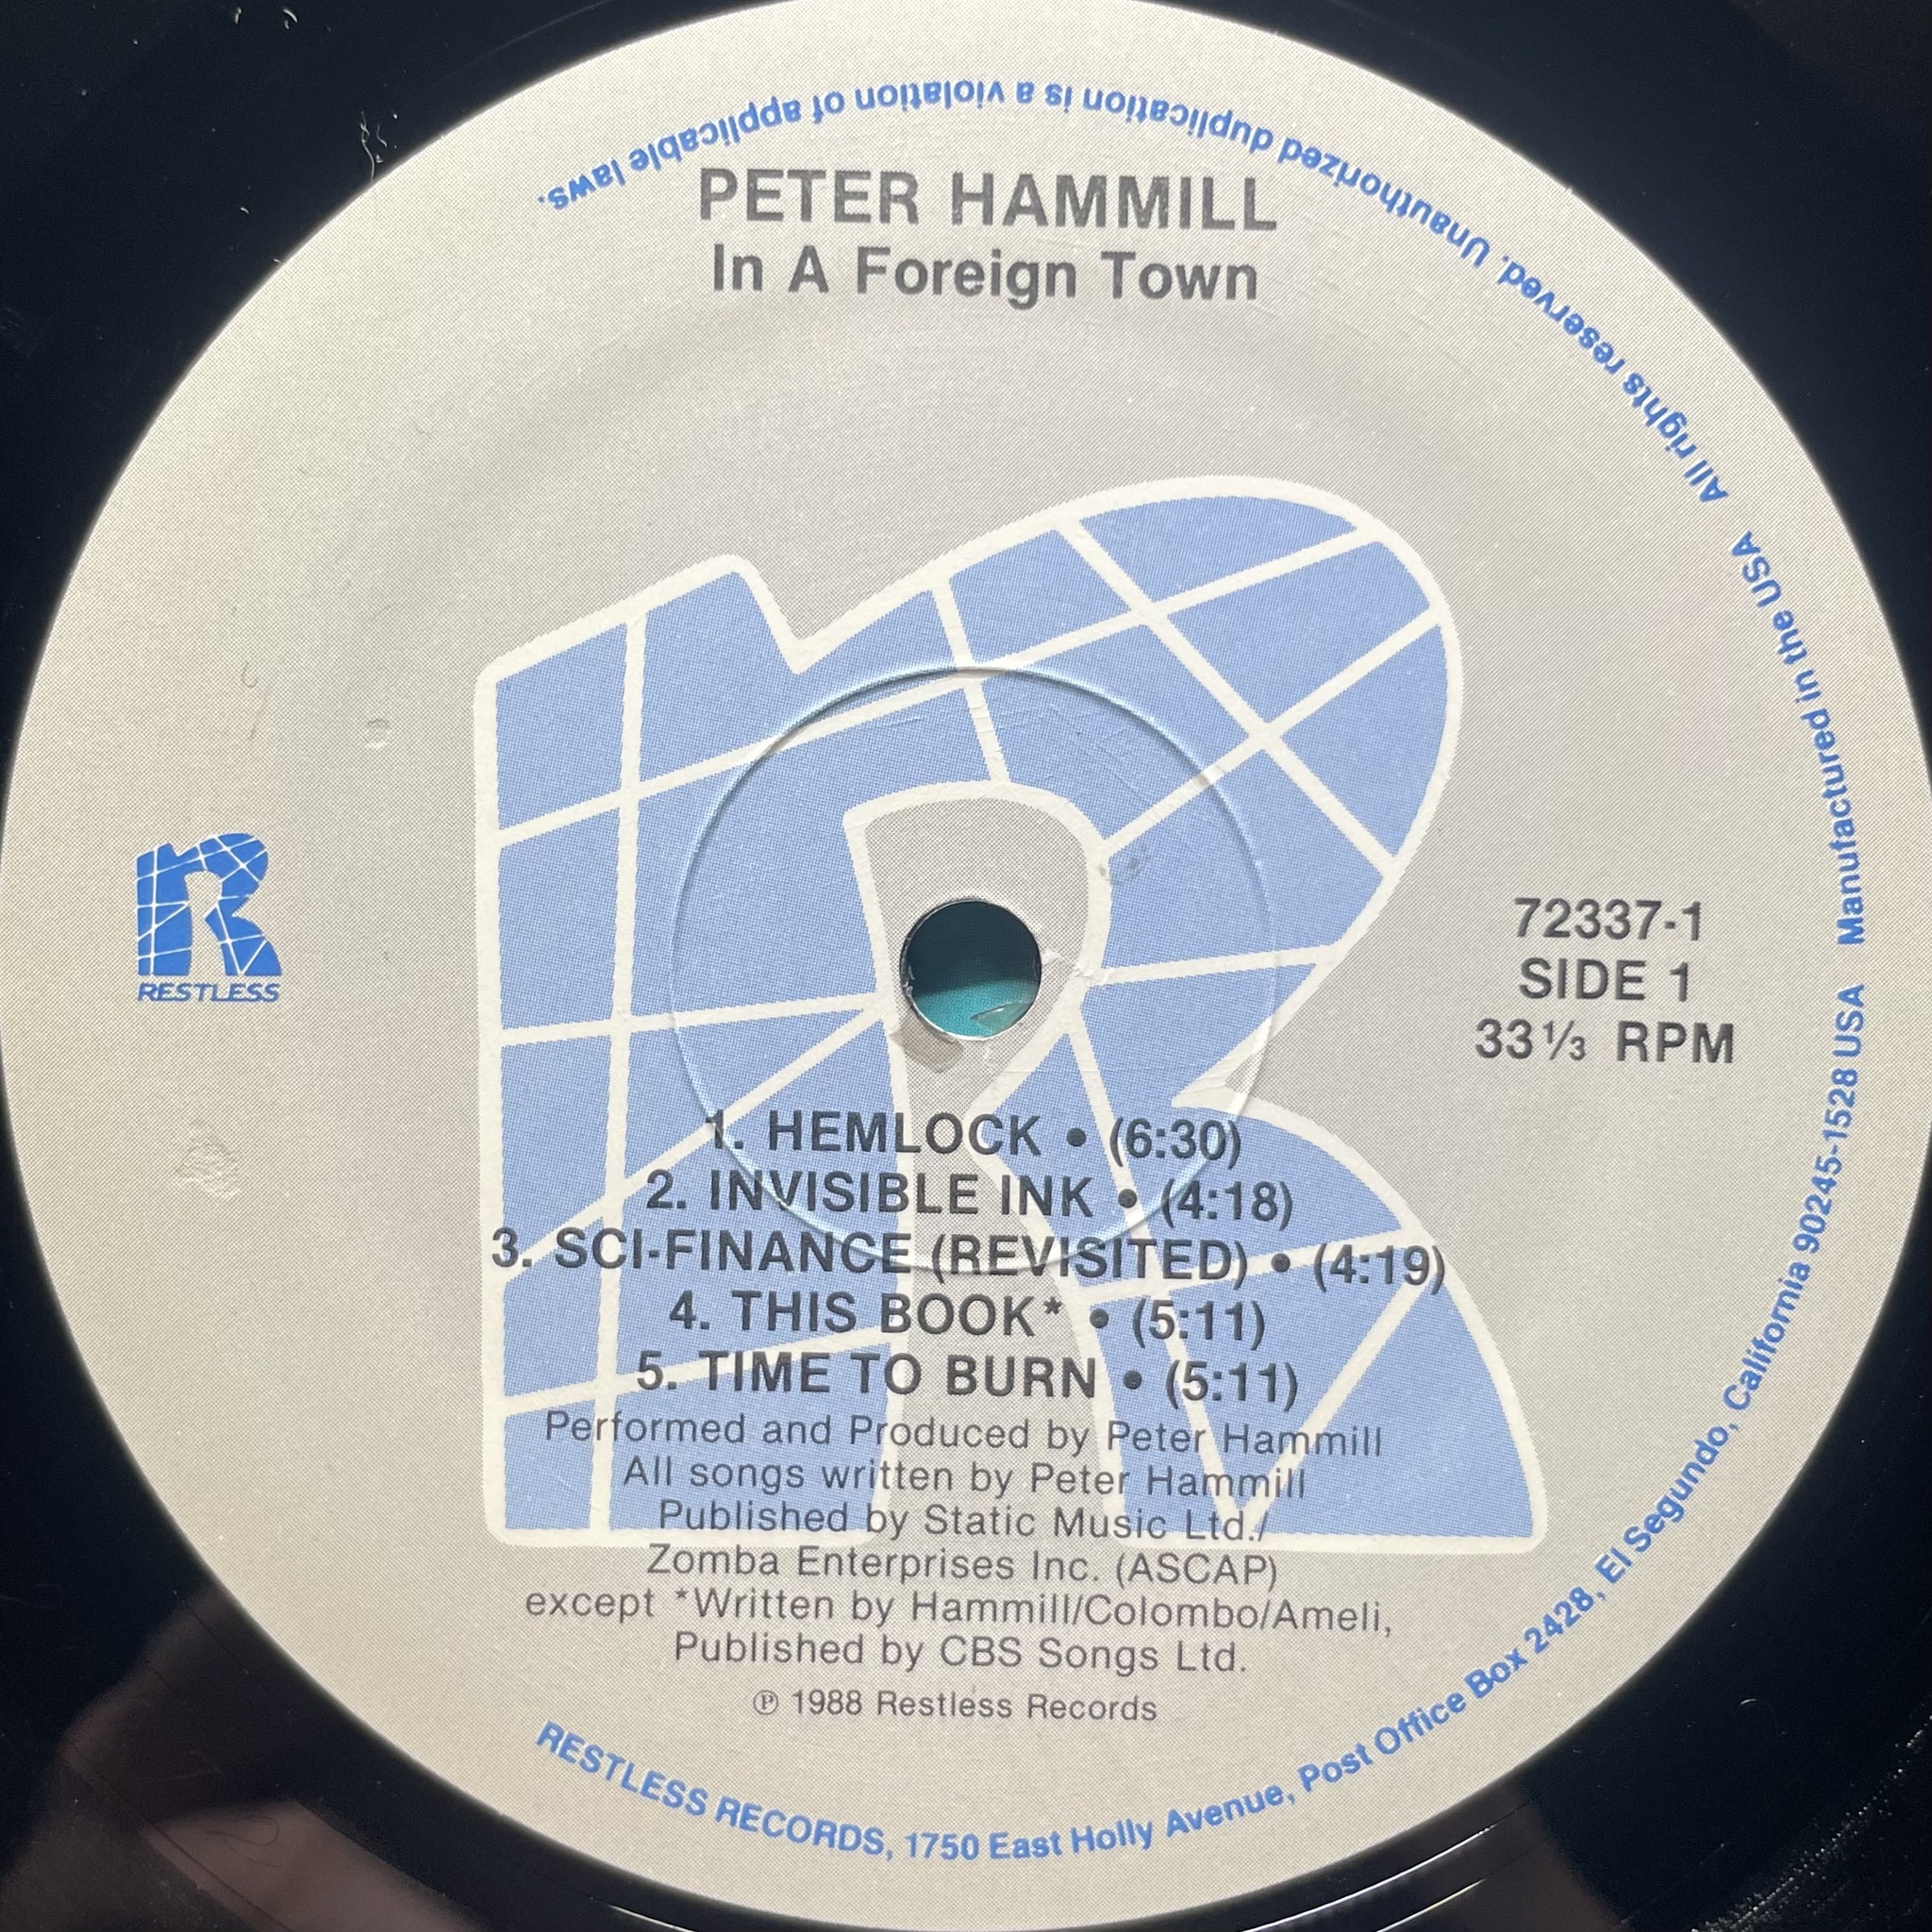 PETER HAMMILL
In A Foreign Town
RESTLESS
72337-1
SIDE 1
33 ⅓ RPM
1. HEMLOCK • (6:30)
2. INVISIBLE INK • (4:18)
3. SCI-FINANCE (REVISITED) • (4:19)
4. THIS BOOK* • (5:11)
5. TIME TO BURN • (5:11)
Performed and Produced by Peter Hammill
All songs written by Peter Hammill
Published by Static Music Ltd./
Zomba Enterprises Inc. (ASCAP)
except *Written by Hammill/Colombo/Ameli,
Published by CBS Songs Ltd.
℗ 1988 Restless Records
RESTLESS RECORDS, 1750 East Holly Avenue, Post Office Box 2428, El Segundo, California 90245-1528 USA Manufactured in the USA All rights reserved. Unauthorized duplication is a violation of applicable laws.